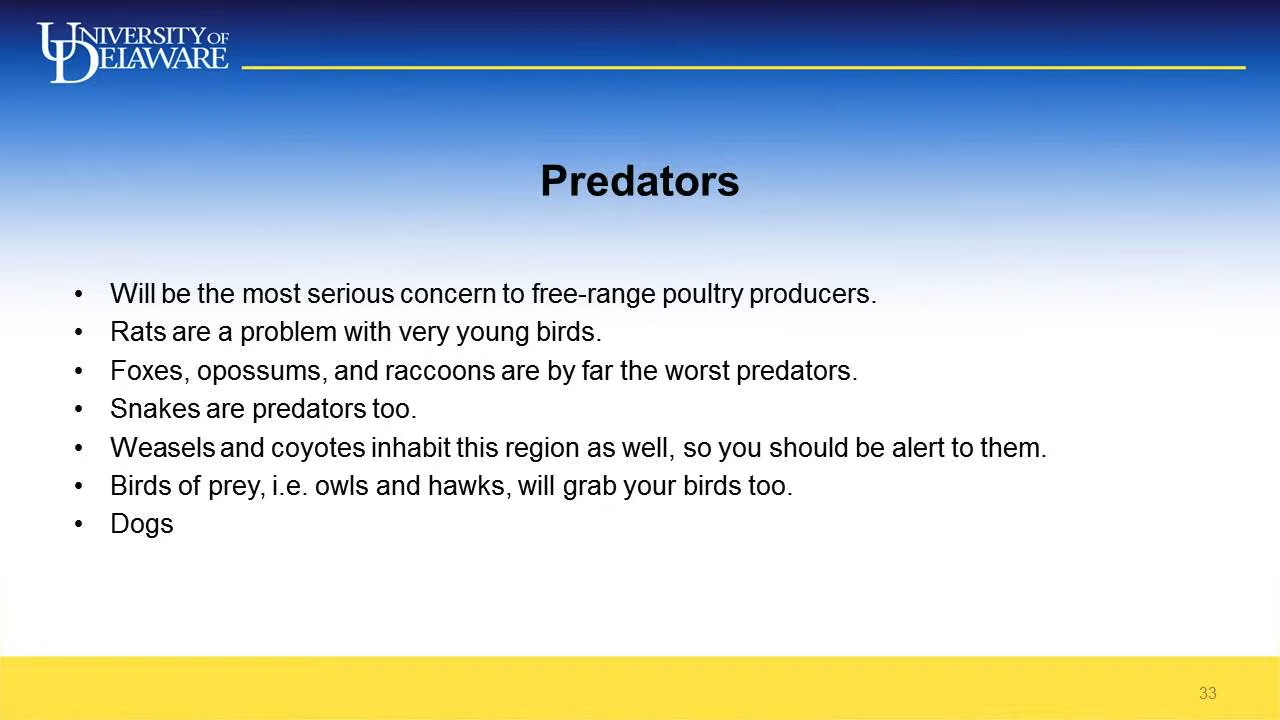 UNIVERSITY OF
DELAWARE
Predators
• Will be the most serious concern to free-range poultry producers.
• Rats are a problem with very young birds.
• Foxes, opossums, and raccoons are by far the worst predators.
• Snakes are predators too.
• Weasels and coyotes inhabit this region as well, so you should be alert to them.
• Birds of prey, i.e. owls and hawks, will grab your birds too.
• Dogs
33